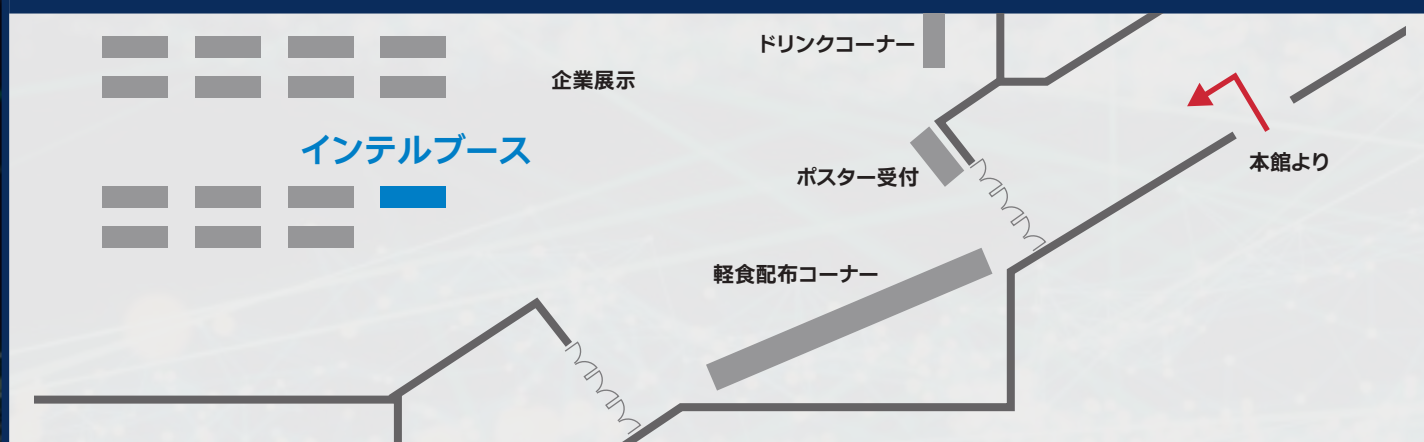 ドリンクコーナー
企業展示
インテルブース
本館より
ポスター受付
軽食配布コーナー